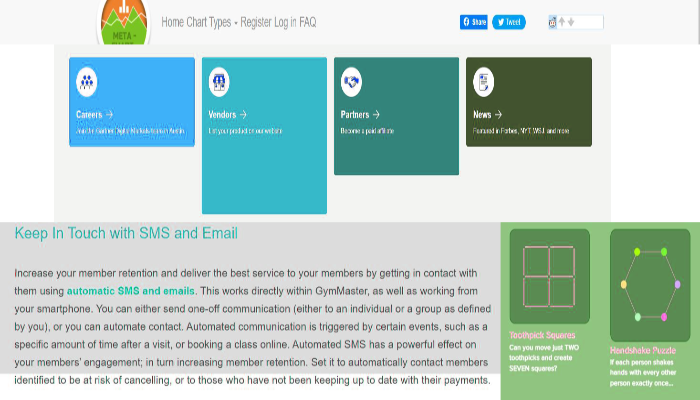 META - CHART
Home Chart Types Register Log in FAQ
Share
Tweet
Careers
Vendors
List your product on our website
Partners
Become a paid affiliate
News
Featured in Forbes, NYT, WSJ and more
Keep In Touch with SMS and Email
Increase your member retention and deliver the best service to your members by getting in contact with
them using automatic SMS and emails. This works directly within GymMaster, as well as working from
your smartphone. You can either send one-off communication (either to an individual or a group as defined
by you), or you can automate contact. Automated communication is triggered by certain events, such as a
specific amount of time after a visit, or booking a class online. Automated SMS has a powerful effect on
your members' engagement; in turn increasing member retention. Set it to automatically contact members
identified to be at risk of cancelling, or to those who have not been keeping up to date with their payments.
Toothpick Squares
Can you move just TWO
toothpicks and create
SEVEN squares?
Handshake Puzzle
If each person shakes
hands with every other
person exactly once...